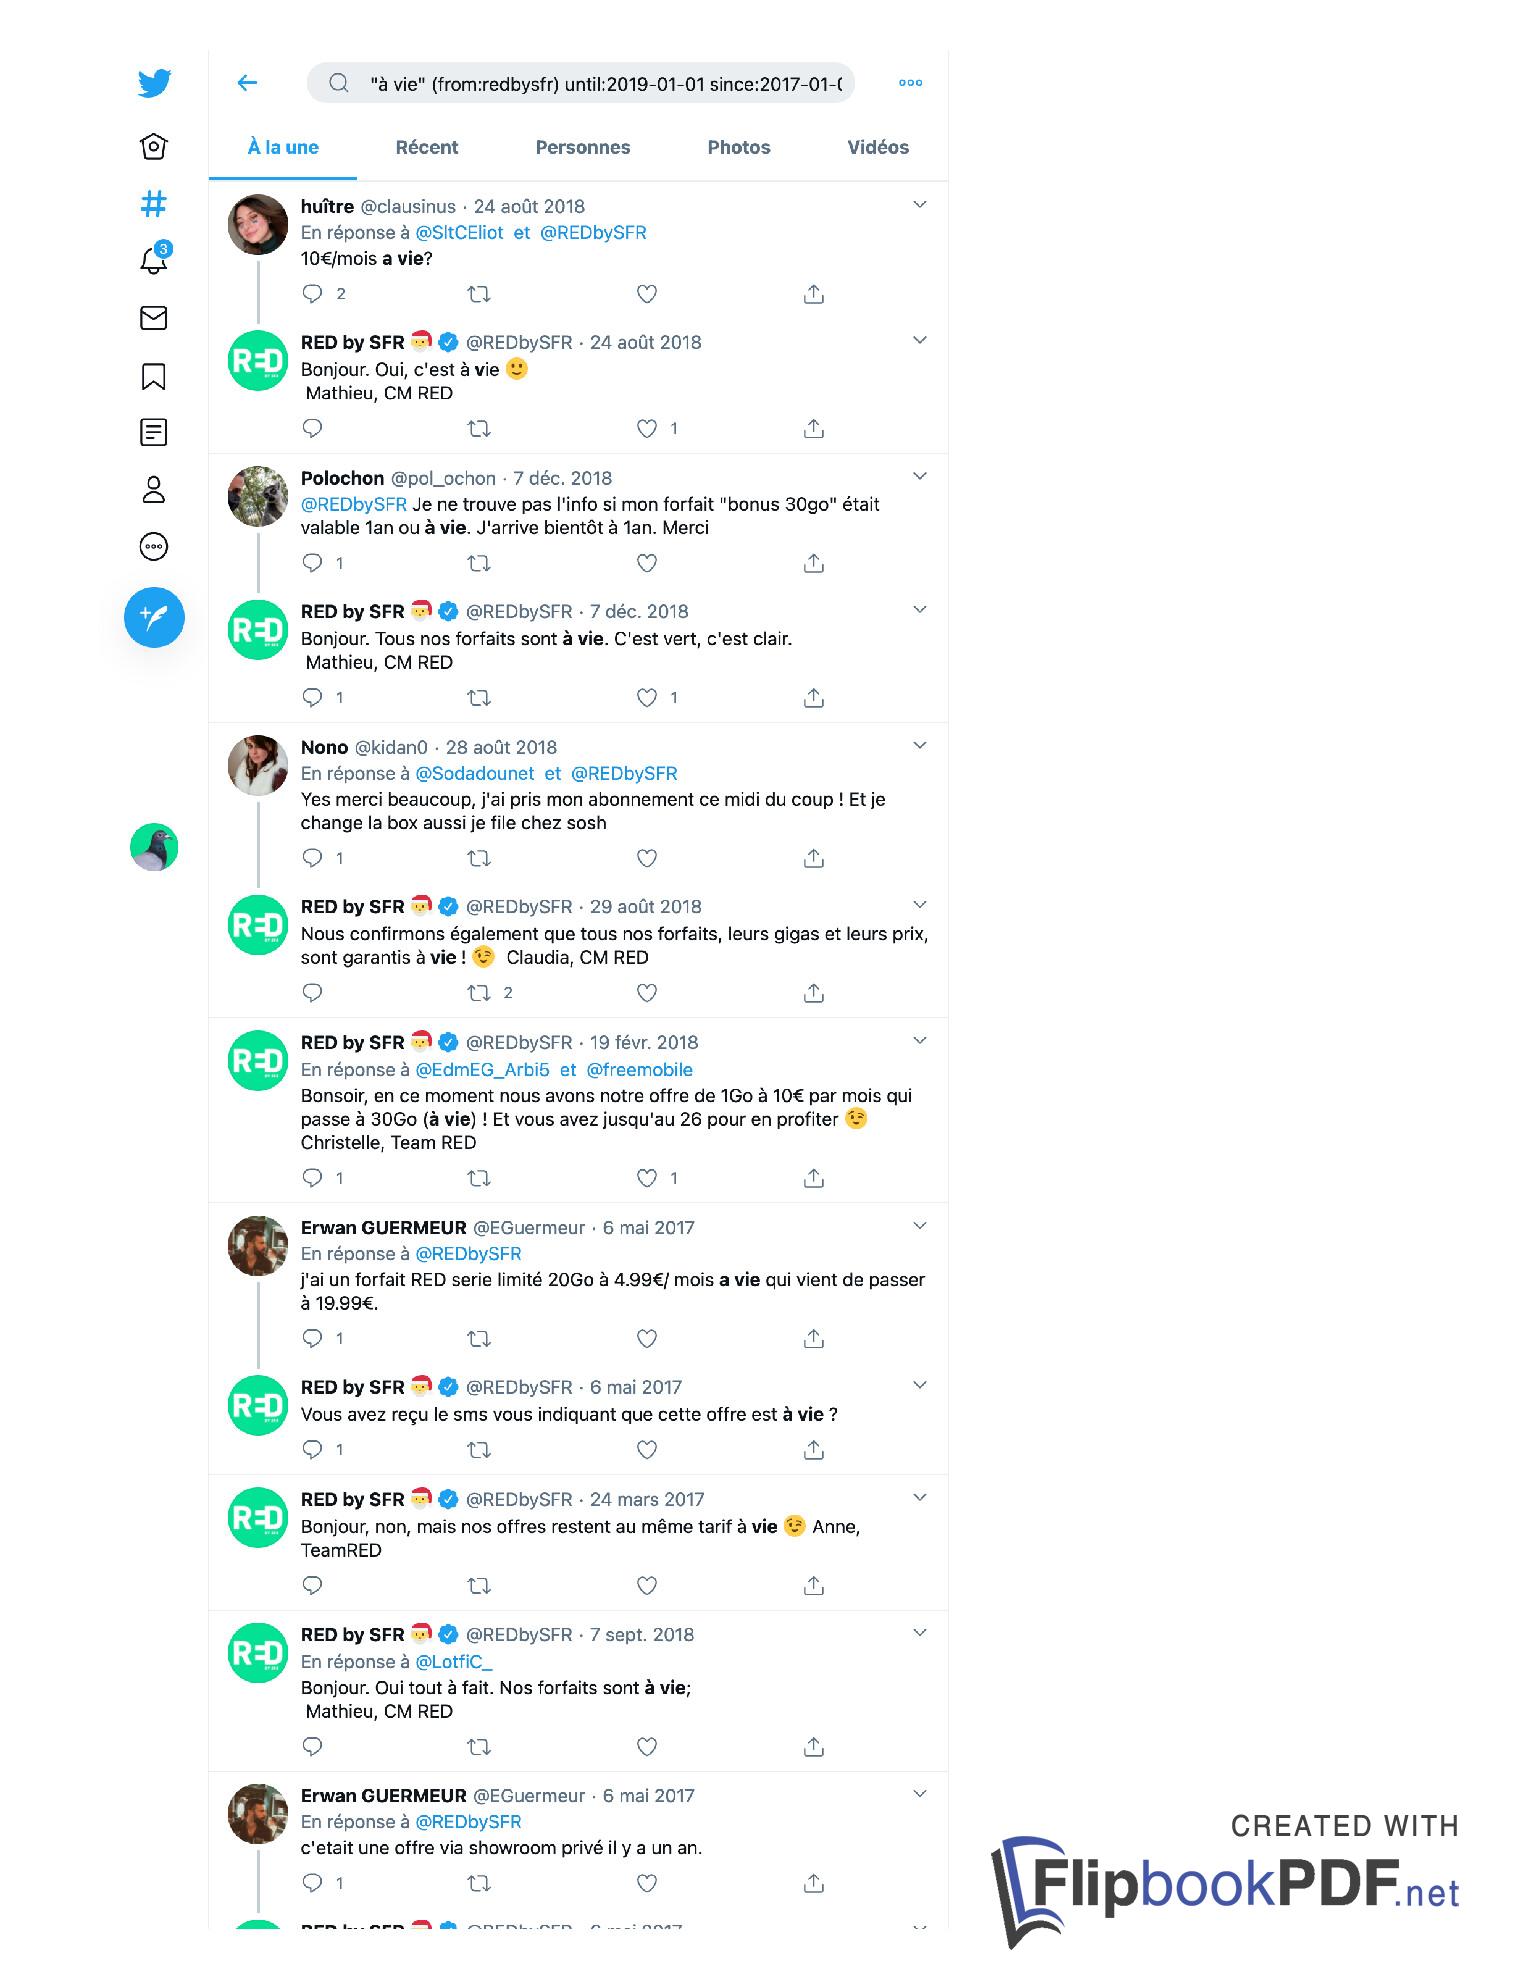 "à vie" (from:redbysfr) until:2019-01-01 since:2017-01-0
À la une
Récent
Personnes
Photos
Vidéos
3
huître @clausinus · 24 août 2018
En réponse à @SltCEliot et @REDbySFR
10€/mois a vie?
2
RED by SFR @REDbySFR · 24 août 2018
Bonjour. Oui, c'est à vie
Mathieu, CM RED
1
Polochon @pol_ochon · 7 déc. 2018
@REDbySFR Je ne trouve pas l'info si mon forfait "bonus 30go" était
valable 1an ou à vie. J'arrive bientôt à 1an. Merci
1
RED by SFR @REDbySFR · 7 déc. 2018
Bonjour. Tous nos forfaits sont à vie. C'est vert, c'est clair.
Mathieu, CM RED
1 1
Nono @kidan0 · 28 août 2018
En réponse à @Sodadounet et @REDbySFR
Yes merci beaucoup, j'ai pris mon abonnement ce midi du coup ! Et je
change la box aussi je file chez sosh
1
RED by SFR @REDbySFR · 29 août 2018
Nous confirmons également que tous nos forfaits, leurs gigas et leurs prix,
sont garantis à vie ! Claudia, CM RED
2
RED by SFR @REDbySFR · 19 févr. 2018
En réponse à @EdmEG_Arbi5 et @freemobile
Bonsoir, en ce moment nous avons notre offre de 1Go à 10€ par mois qui
passe à 30Go (à vie) ! Et vous avez jusqu'au 26 pour en profiter
Christelle, Team RED
1 1
Erwan GUERMEUR @EGuermeur · 6 mai 2017
En réponse à @REDbySFR
j'ai un forfait RED serie limité 20Go à 4.99€/ mois a vie qui vient de passer
à 19.99€.
1
RED by SFR @REDbySFR · 6 mai 2017
Vous avez reçu le sms vous indiquant que cette offre est à vie ?
1
RED by SFR @REDbySFR · 24 mars 2017
Bonjour, non, mais nos offres restent au même tarif à vie Anne,
TeamRED
RED by SFR @REDbySFR · 7 sept. 2018
En réponse à @LotfiC_
Bonjour. Oui tout à fait. Nos forfaits sont à vie;
Mathieu, CM RED
Erwan GUERMEUR @EGuermeur · 6 mai 2017
En réponse à @REDbySFR
c'etait une offre via showroom privé il y a un an.
1
RED by SFR @REDbySFR · 6 mai 2017
CREATED WITH
FlipbookPDF.net